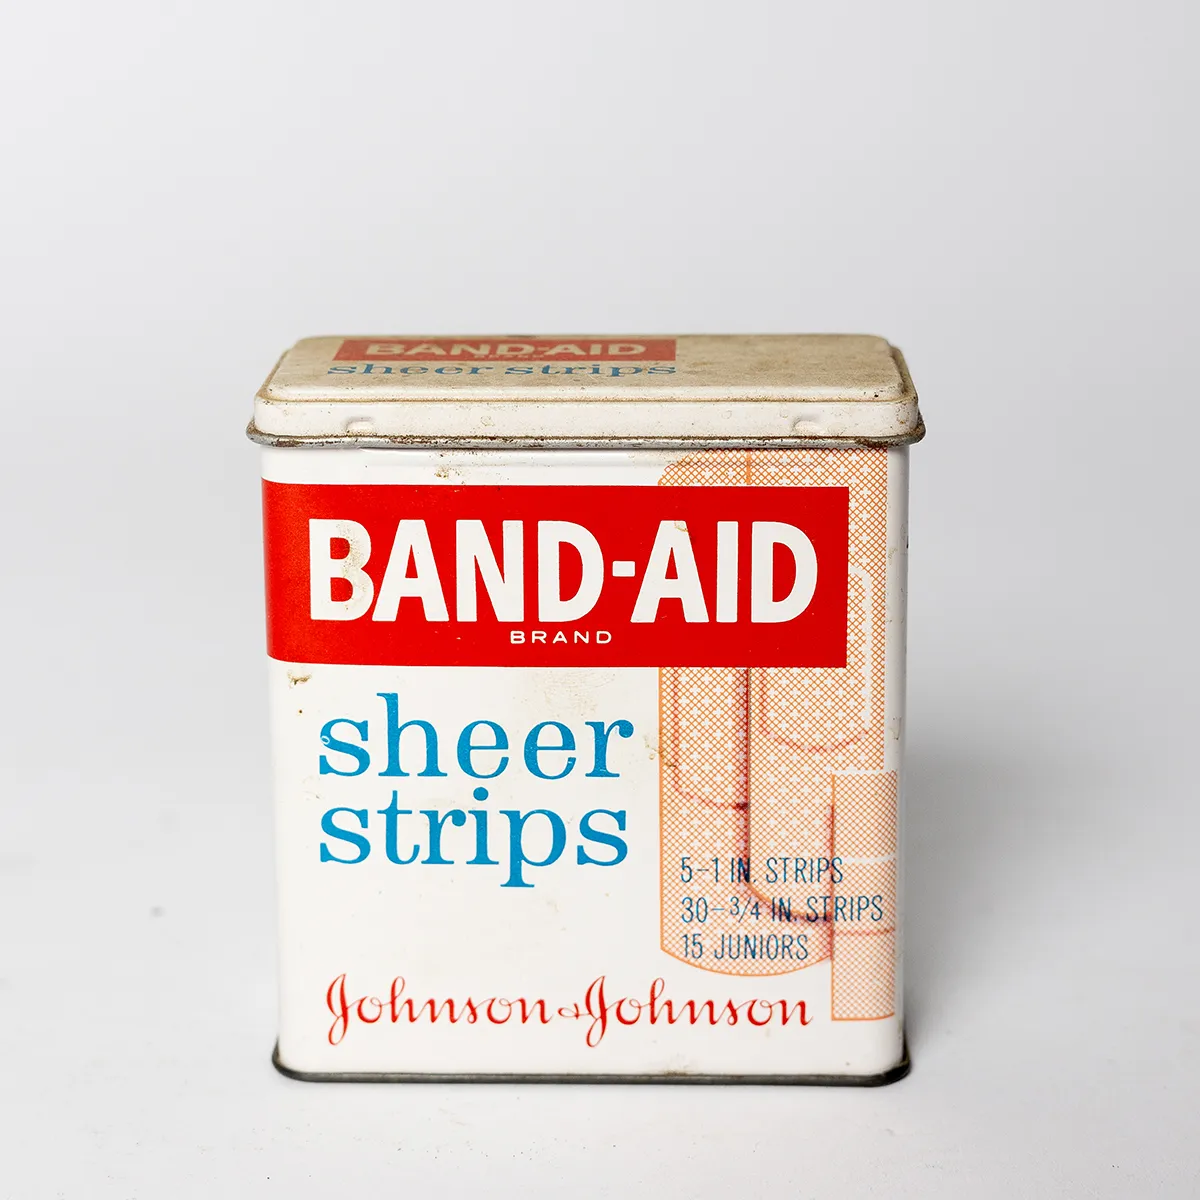 BAND-AID
BRAND
sheer strips
BAND-AID
BRAND
sheer
strips
5-1 IN. STRIPS
30-3/4 IN. STRIPS
15 JUNIORS
Johnson & Johnson